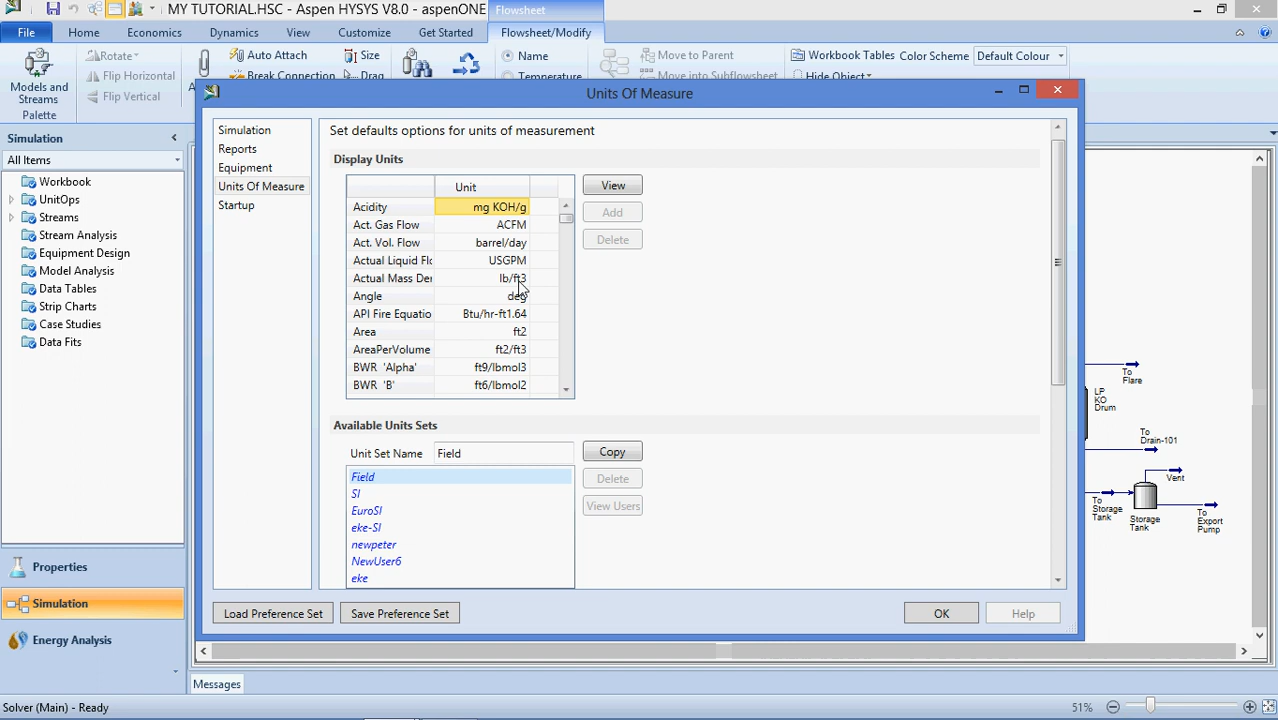 MY TUTORIAL.HSC - Aspen HYSYS V8.0 - aspenONE
Flowsheet
File
Home
Economics
Dynamics
View
Customize
Get Started
Flowsheet/Modify
Models and
Streams
Palette
Rotate
Flip Horizontal
Flip Vertical
Auto Attach
Break Connection
Size
Drag
Name
Temperature
Move to Parent
Move into Subflowsheet
Workbook Tables
Hide Object
Color Scheme
Default Colour
Simulation
All Items
Workbook
UnitOps
Streams
Stream Analysis
Equipment Design
Model Analysis
Data Tables
Strip Charts
Case Studies
Data Fits
Properties
Simulation
Energy Analysis
Units Of Measure
Simulation
Reports
Equipment
Units Of Measure
Startup
Set defaults options for units of measurement
Display Units
Unit
Acidity mg KOH/g
Act. Gas Flow ACFM
Act. Vol. Flow barrel/day
Actual Liquid Flo USGPM
Actual Mass Der lb/ft3
Angle deg
API Fire Equatio Btu/hr-ft1.64
Area ft2
AreaPerVolume ft2/ft3
BWR 'Alpha' ft9/lbmol3
BWR 'B' ft6/lbmol2
View
Add
Delete
Available Units Sets
Unit Set Name Field
Field
SI
EuroSI
eke-SI
newpeter
NewUser6
eke
Copy
Delete
View Users
Load Preference Set
Save Preference Set
OK
Help
To
Flare
LP
KO
Drum
To
Drain-101
Vent
To
Storage
Tank
Storage
Tank
To
Export
Pump
Messages
Solver (Main) - Ready
51%